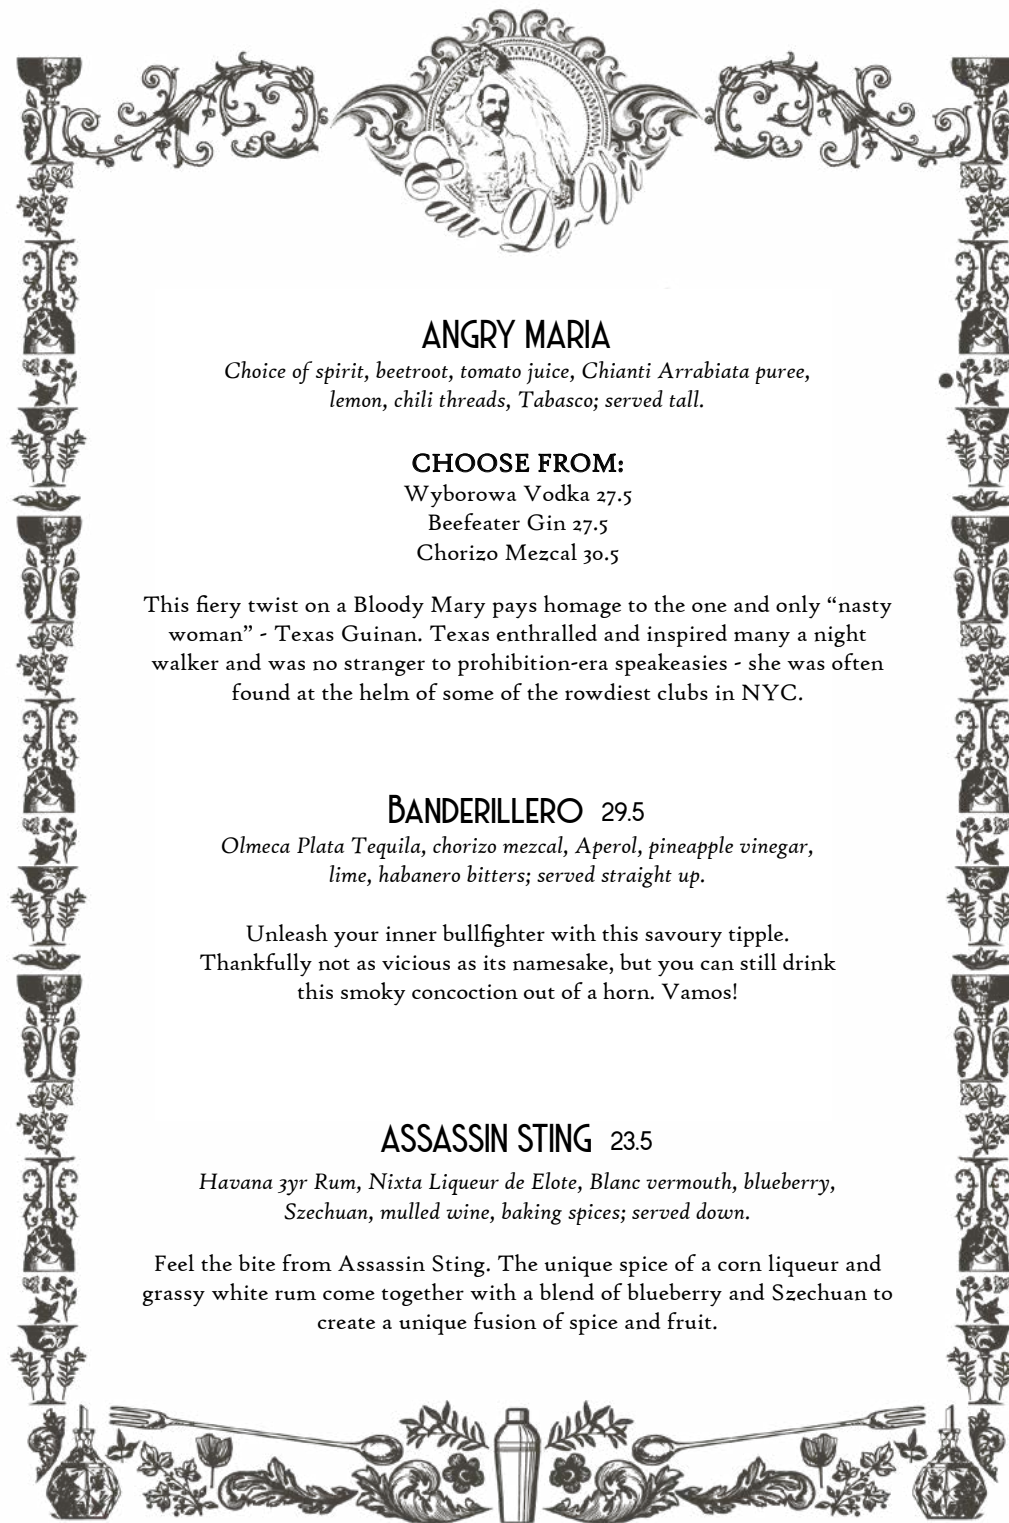 Eau-De-Vie
ANGRY MARIA
Choice of spirit, beetroot, tomato juice, Chianti Arrabiata puree,
lemon, chili threads, Tabasco; served tall.
CHOOSE FROM:
Wyborowa Vodka 27.5
Beefeater Gin 27.5
Chorizo Mezcal 30.5
This fiery twist on a Bloody Mary pays homage to the one and only “nasty
woman” - Texas Guinan. Texas enthralled and inspired many a night
walker and was no stranger to prohibition-era speakeasies - she was often
found at the helm of some of the rowdiest clubs in NYC.
BANDERILLERO 29.5
Olmeca Plata Tequila, chorizo mezcal, Aperol, pineapple vinegar,
lime, habanero bitters; served straight up.
Unleash your inner bullfighter with this savoury tipple.
Thankfully not as vicious as its namesake, but you can still drink
this smoky concoction out of a horn. Vamos!
ASSASSIN STING 23.5
Havana 3yr Rum, Nixta Liqueur de Elote, Blanc vermouth, blueberry,
Szechuan, mulled wine, baking spices; served down.
Feel the bite from Assassin Sting. The unique spice of a corn liqueur and
grassy white rum come together with a blend of blueberry and Szechuan to
create a unique fusion of spice and fruit.